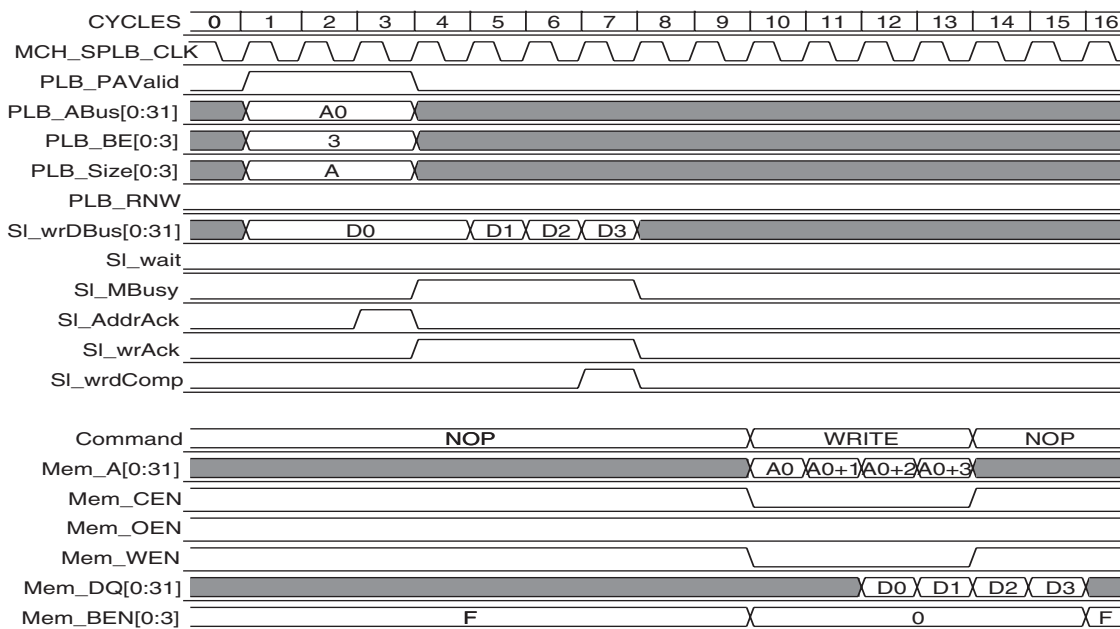 CYCLES 0 1 2 3 4 5 6 7 8 9 10 11 12 13 14 15 16
MCH_SPLB_CLK
PLB_PAValid
PLB_ABus[0:31] A0
PLB_BE[0:3] 3
PLB_Size[0:3] A
PLB_RNW
Sl_wrDBus[0:31] D0 D1 D2 D3
Sl_wait
Sl_MBusy
Sl_AddrAck
Sl_wrAck
Sl_wrdComp
Command NOP WRITE NOP
Mem_A[0:31] A0 A0+1 A0+2 A0+3
Mem_CEN
Mem_OEN
Mem_WEN
Mem_DQ[0:31] D0 D1 D2 D3
Mem_BEN[0:3] F 0 F